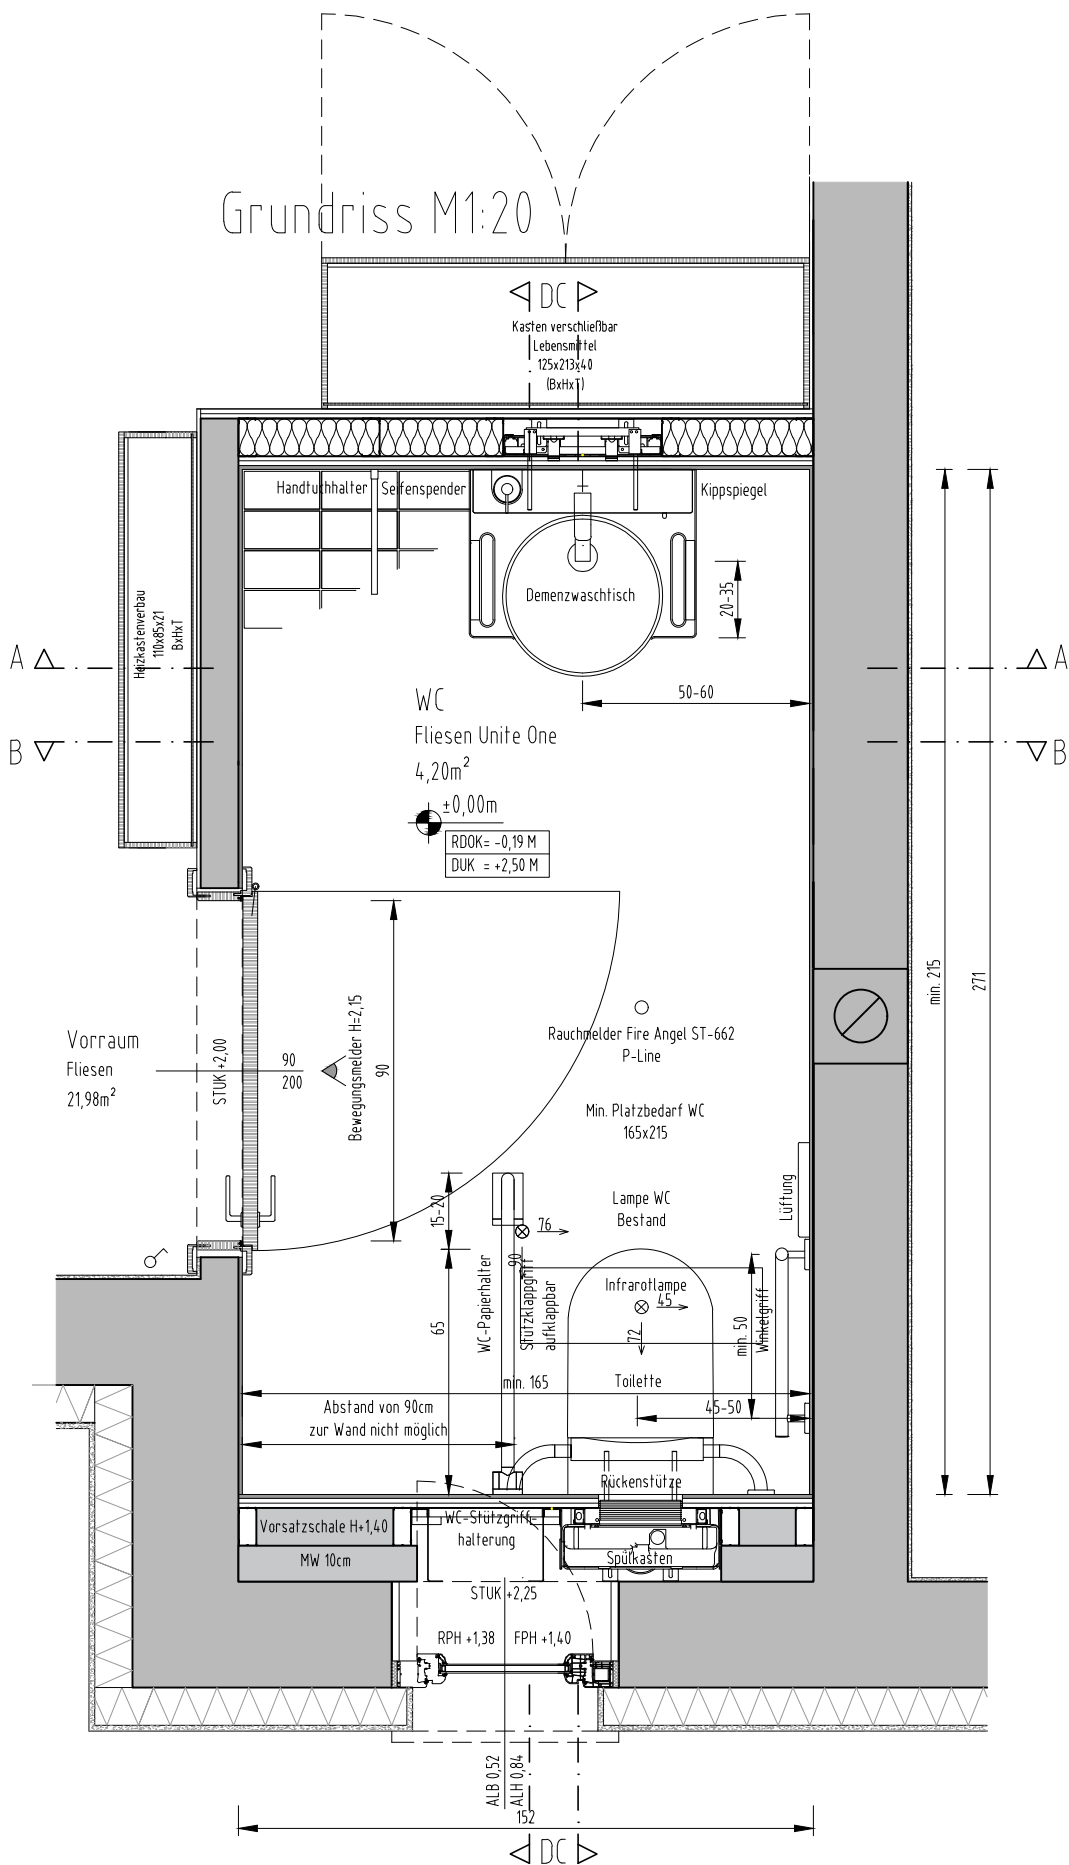 Grundriss M1:20
DC
Kasten verschließbar
Lebensmittel
125x213x40
(BxHxT)
Handtuchhalter
Seifenspender
Kippspiegel
Demenzwaschtisch
20-35
50-60
Heizkastenverbau
110x85x21
BxHxT
A
A
B
B
WC
Fliesen Unite One
4,20m²
±0,00m
RDOK= -0,19 M
DUK = +2,50 M
min. 215
271
Vorraum
Fliesen
21,98m²
STUK +2,00
90
200
Bewegungsmelder H=2,15
90
Rauchmelder Fire Angel ST-662
P-Line
Min. Platzbedarf WC
165x215
Lampe WC
Bestand
Lüftung
15-20
76
90
65
WC-Papierhalter
Stützklappgriff
aufklappbar
Infrarotlampe
45
72
min. 50
Winkelgriff
min. 165
Toilette
45-50
Abstand von 90cm
zur Wand nicht möglich
Rückenstütze
Vorsatzschale H+1,40
WC-Stützgriff-
halterung
MW 10cm
Spülkasten
STUK +2,25
RPH +1,38
FPH +1,40
ALB 0,52
ALH 0,84
152
DC